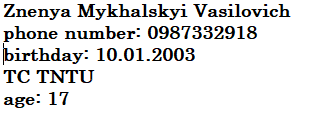 Znenya Mykhalskyi Vasilovich
phone number: 0987332918
birthday: 10.01.2003
TC TNTU
age: 17